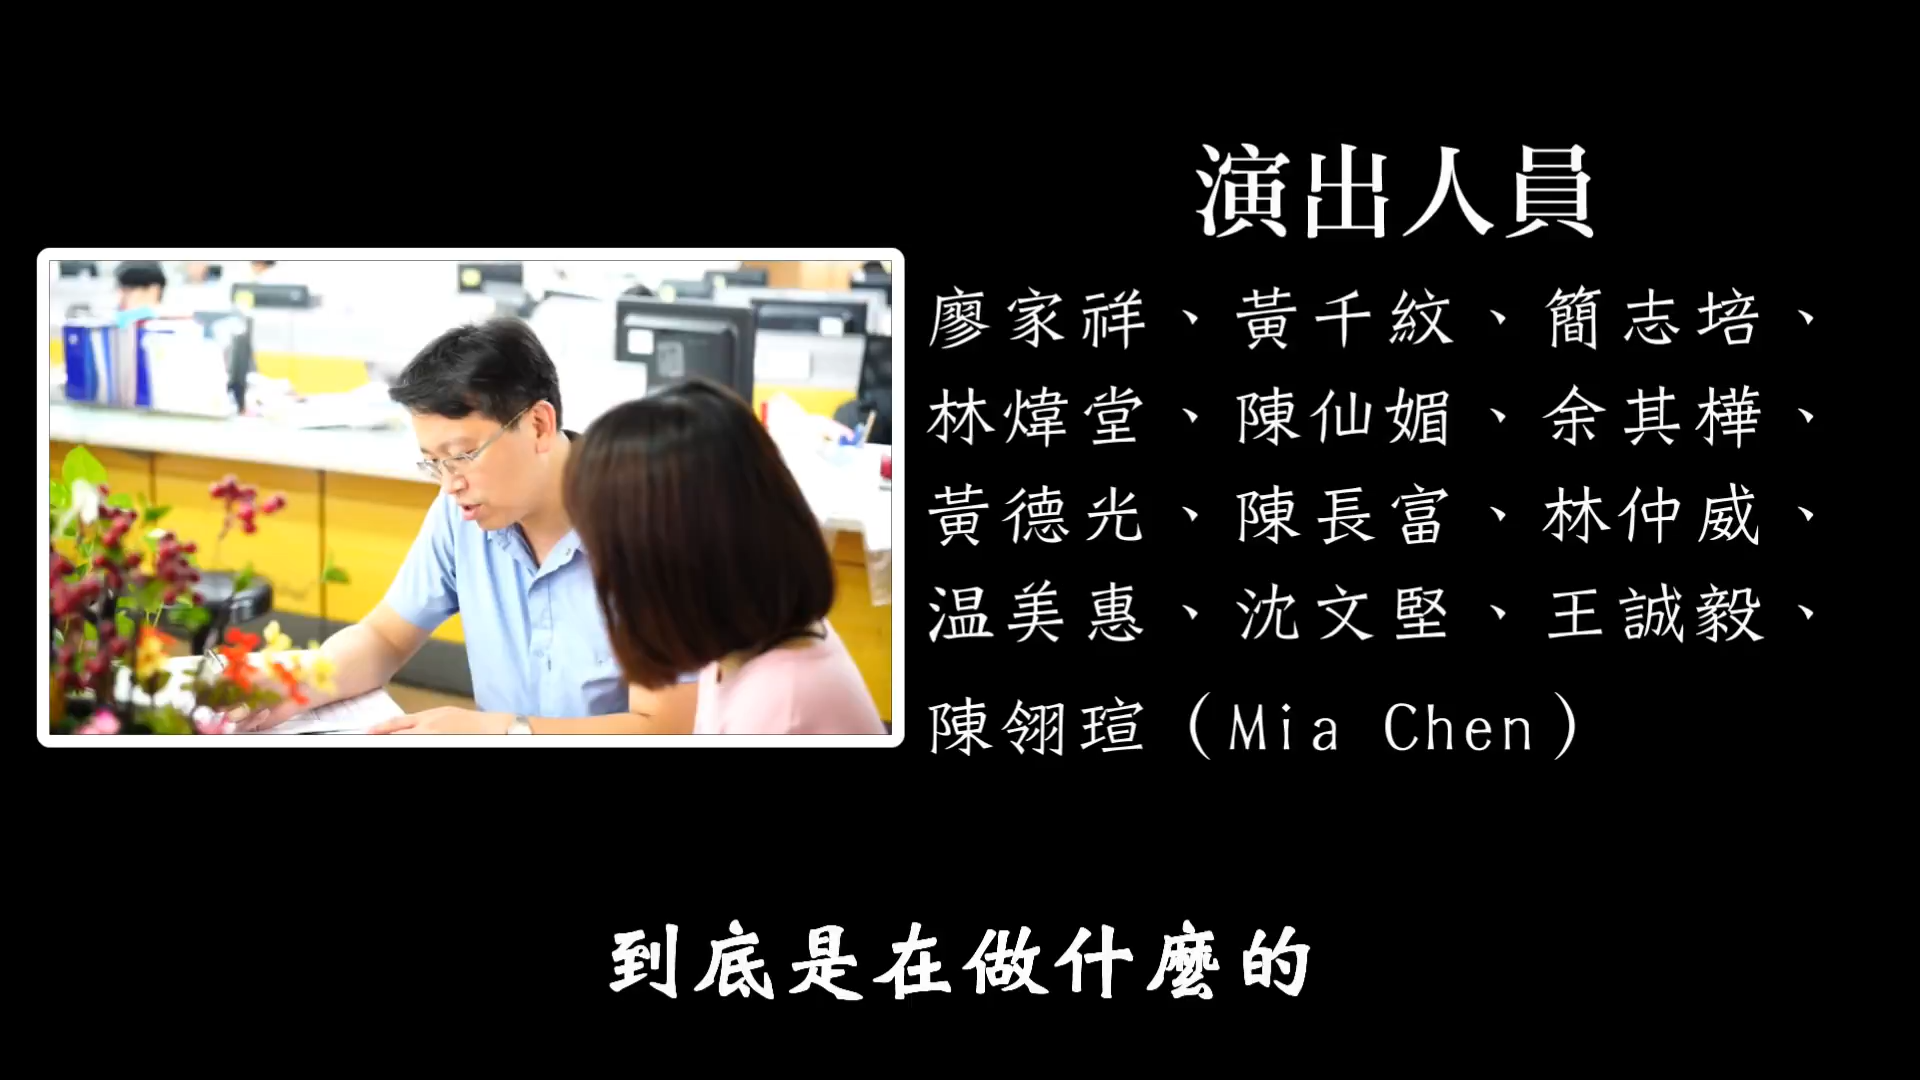 演出人員
廖家祥、黃千紋、簡志培、
林煒堂、陳仙媚、余其樺、
黃德光、陳長富、林仲威、
温美惠、沈文堅、王誠毅、
陳翎瑄（Mia Chen）
到底是在做什麼的